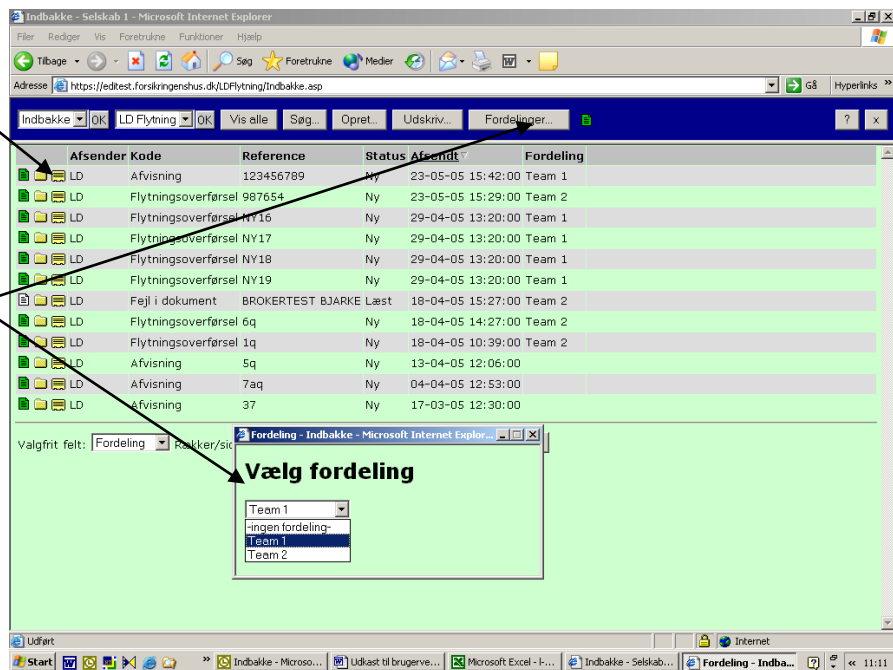 Indbakke - Selskab 1 - Microsoft Internet Explorer
Filer Rediger Vis Foretrukne Funktioner Hjælp
Tilbage Søg Foretrukne Medier
Adresse https://editest.forsikringenshus.dk/LDFlytning/Indbakke.asp Gå Hyperlinks »
Indbakke OK LD Flytning OK Vis alle Søg... Opret... Udskriv... Fordelinger... ? x
Afsender Kode Reference Status Afsendt Fordeling
LD Afvisning 123456789 Ny 23-05-05 15:42:00 Team 1
LD Flytningsoverførsel 987654 Ny 23-05-05 15:29:00 Team 2
LD Flytningsoverførsel NY16 Ny 29-04-05 13:20:00 Team 1
LD Flytningsoverførsel NY17 Ny 29-04-05 13:20:00 Team 1
LD Flytningsoverførsel NY18 Ny 29-04-05 13:20:00 Team 1
LD Flytningsoverførsel NY19 Ny 29-04-05 13:20:00 Team 1
LD Fejl i dokument BROKERTEST BJARKE Læst 18-04-05 15:27:00 Team 2
LD Flytningsoverførsel 6q Ny 18-04-05 14:27:00 Team 2
LD Flytningsoverførsel 1q Ny 18-04-05 10:39:00 Team 2
LD Afvisning 5q Ny 13-04-05 12:06:00
LD Afvisning 7aq Ny 04-04-05 12:53:00
LD Afvisning 37 Ny 17-03-05 12:30:00
Valgfrit felt: Fordeling Rækker/sid
Fordeling - Indbakke - Microsoft Internet Explor...
Vælg fordeling
Team 1
-ingen fordeling-
Team 1
Team 2
Udført Internet
Start » Indbakke - Microso... Udkast til brugerve... Microsoft Excel - I-... Indbakke - Selskab... Fordeling - Indba... « 11:11